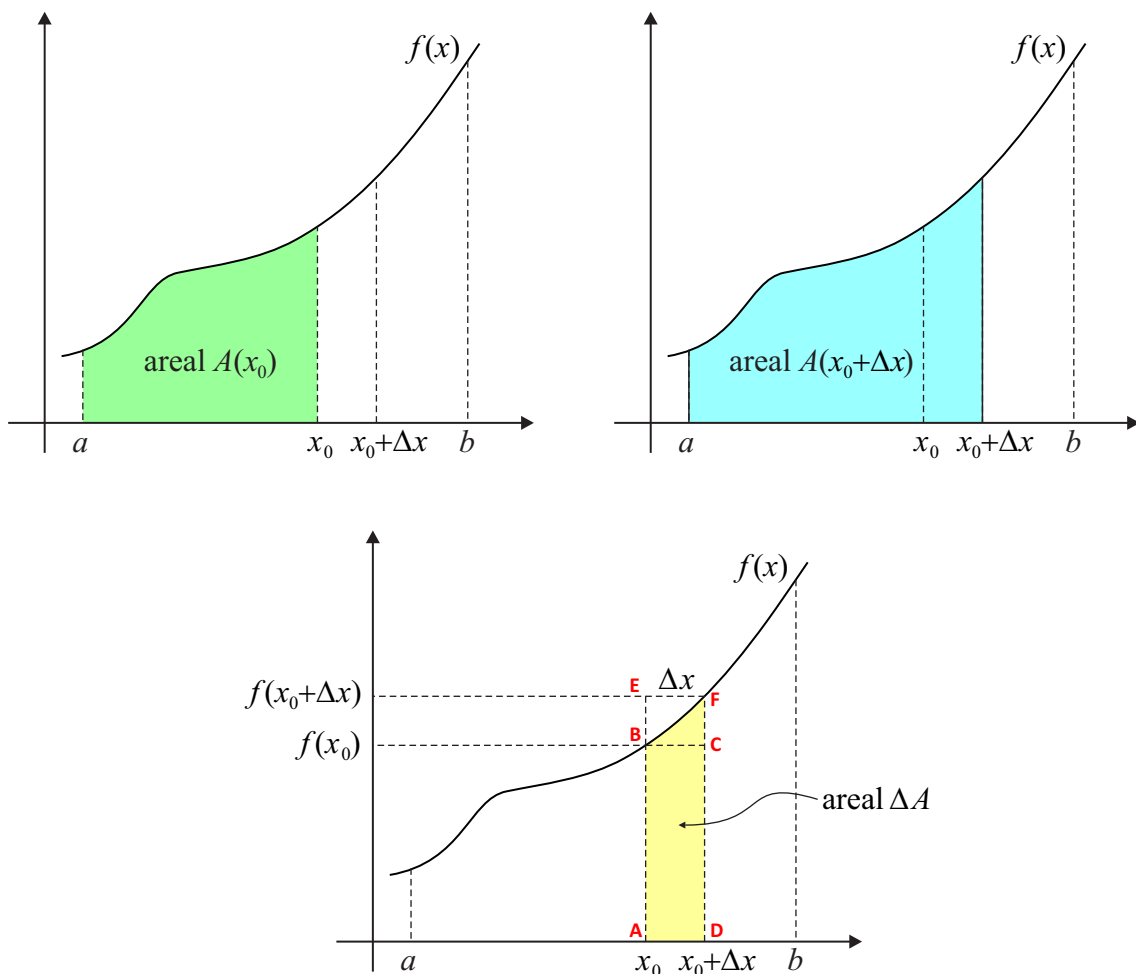 f(x)
areal A(x₀)
a x₀ x₀+Δx b
f(x)
areal A(x₀+Δx)
a x₀ x₀+Δx b
f(x)
E Δx F
f(x₀+Δx)
B C
f(x₀)
areal ΔA
A D
a x₀ x₀+Δx b